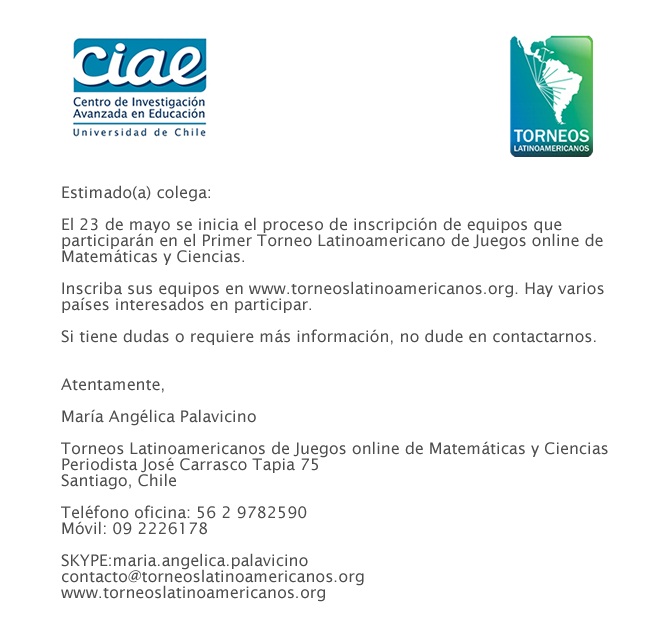 ciae
Centro de Investigación
Avanzada en Educación
Universidad de Chile
TORNEOS
LATINOAMERICANOS
Estimado(a) colega:
El 23 de mayo se inicia el proceso de inscripción de equipos que
participarán en el Primer Torneo Latinoamericano de Juegos online de
Matemáticas y Ciencias.
Inscriba sus equipos en www.torneoslatinoamericanos.org. Hay varios
países interesados en participar.
Si tiene dudas o requiere más información, no dude en contactarnos.
Atentamente,
María Angélica Palavicino
Torneos Latinoamericanos de Juegos online de Matemáticas y Ciencias
Periodista José Carrasco Tapia 75
Santiago, Chile
Teléfono oficina: 56 2 9782590
Móvil: 09 2226178
SKYPE:maria.angelica.palavicino
contacto@torneoslatinoamericanos.org
www.torneoslatinoamericanos.org